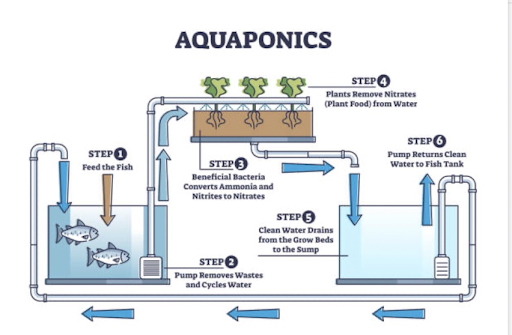 AQUAPONICS
STEP 1
Feed the Fish
STEP 2
Pump Removes Wastes
and Cycles Water
STEP 3
Beneficial Bacteria
Converts Ammonia and
Nitrites to Nitrates
STEP 4
Plants Remove Nitrates
(Plant Food) from Water
STEP 5
Clean Water Drains
from the Grow Beds
to the Sump
STEP 6
Pump Returns Clean
Water to Fish Tank